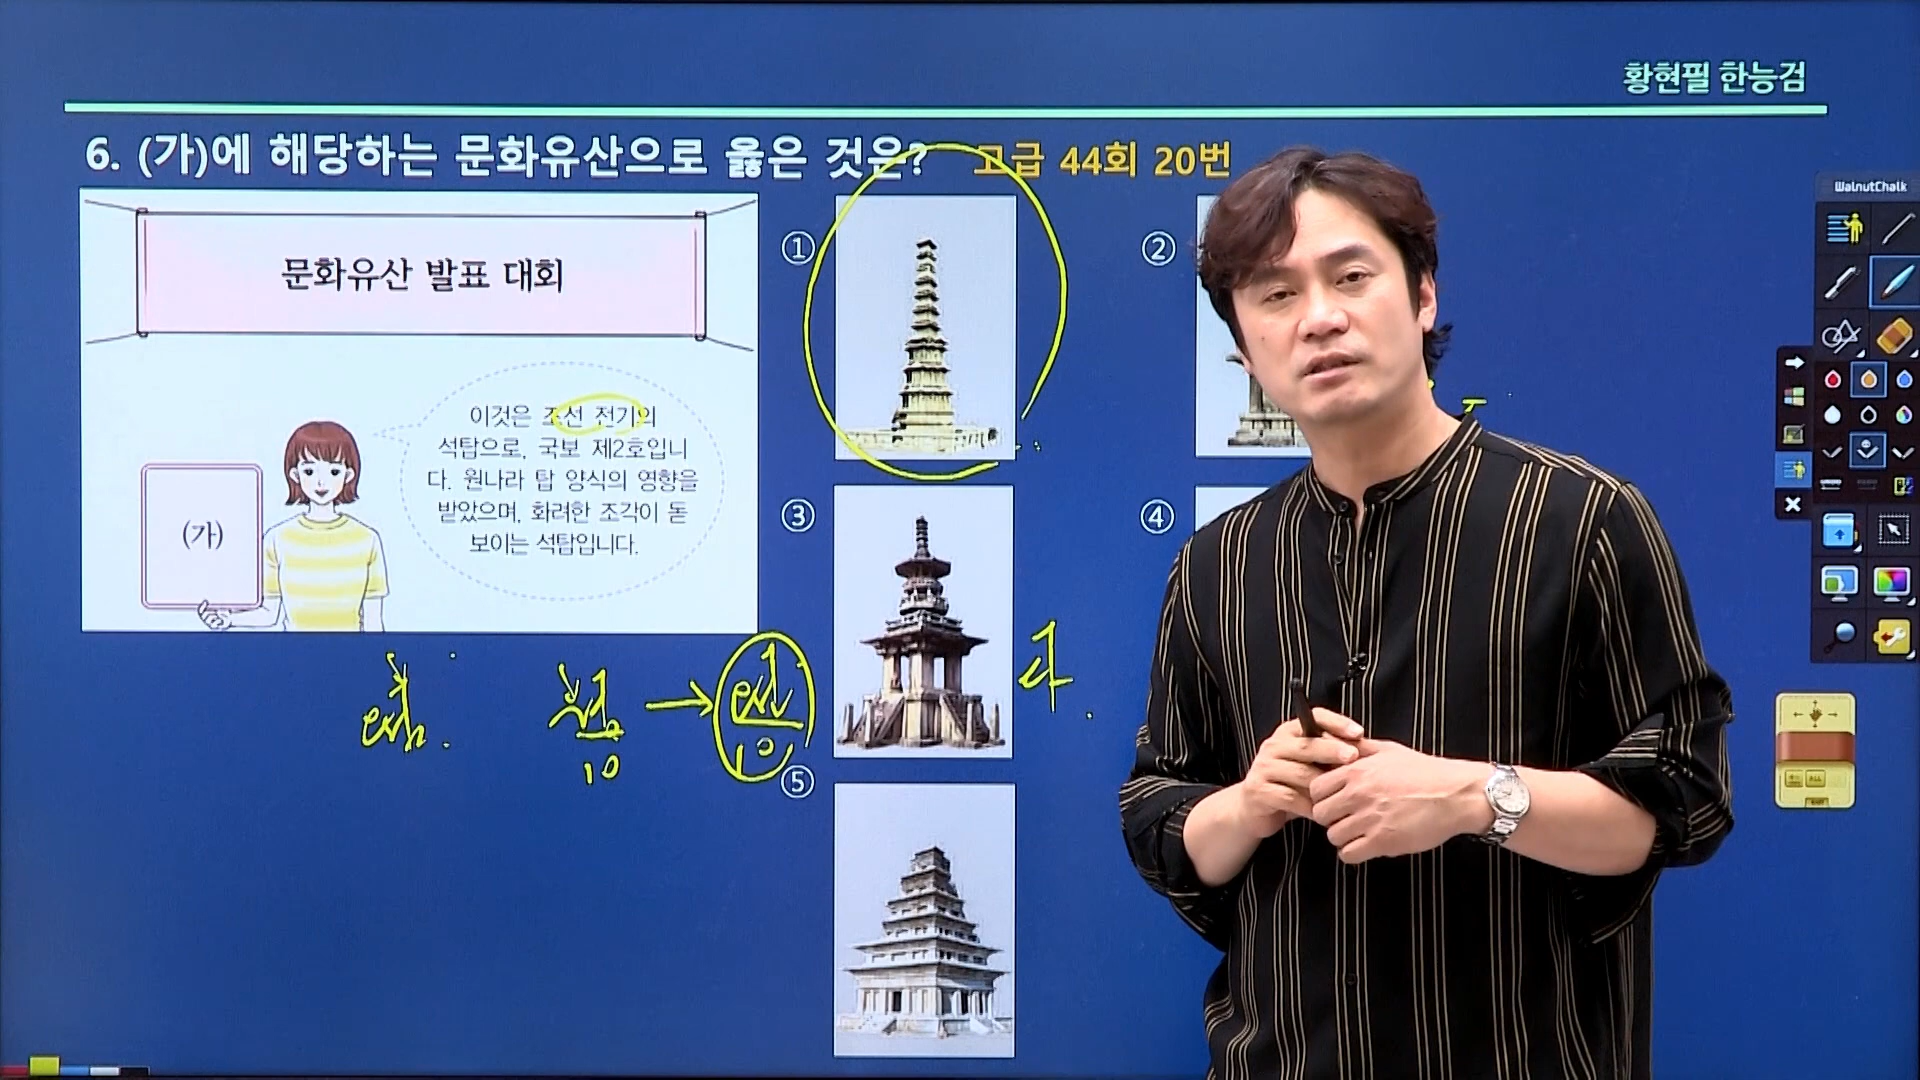 황현필 한능검
6. (가)에 해당하는 문화유산으로 옳은 것은? 고급 44회 20번
문화유산 발표 대회
이것은 조선 전기의
석탑으로, 국보 제2호입니
다. 원나라 탑 양식의 영향을
받았으며, 화려한 조각이 돋
보이는 석탑입니다.
(가)
①
②
③
④
⑤
10
10
WalnutChalk
ALL